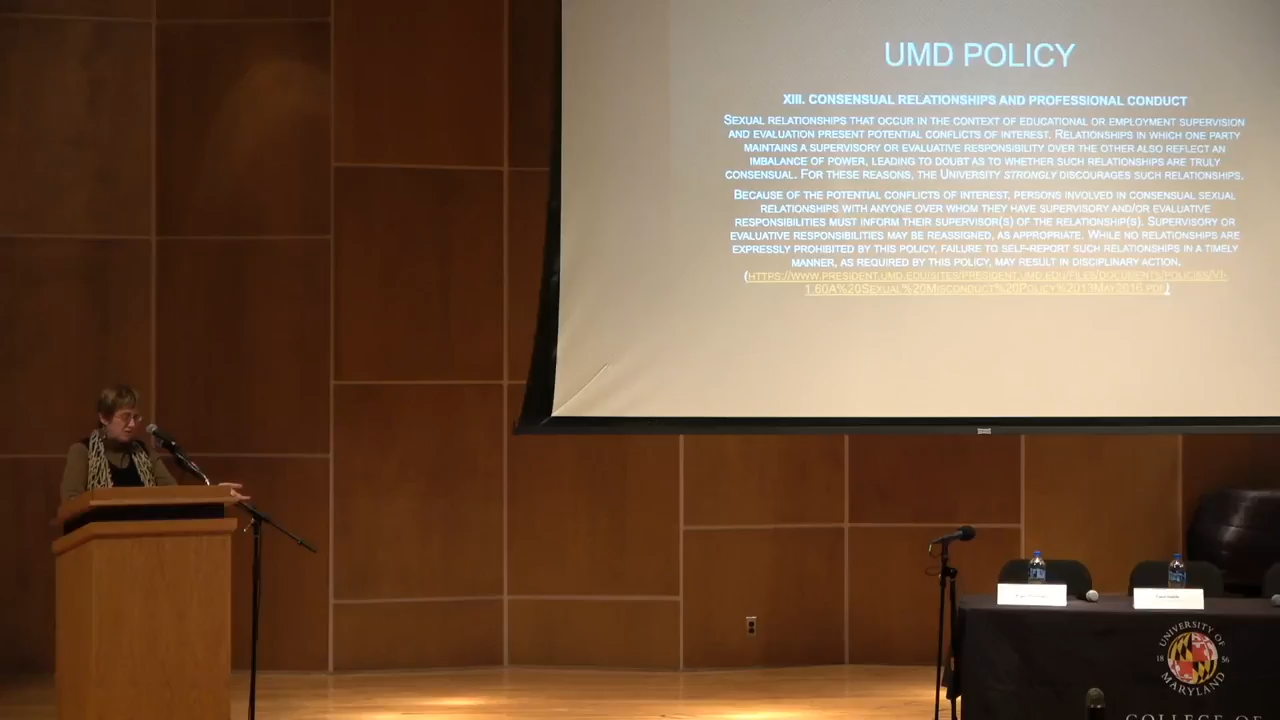 UMD POLICY
XIII. CONSENSUAL RELATIONSHIPS AND PROFESSIONAL CONDUCT
SEXUAL RELATIONSHIPS THAT OCCUR IN THE CONTEXT OF EDUCATIONAL OR EMPLOYMENT SUPERVISION
AND EVALUATION PRESENT POTENTIAL CONFLICTS OF INTEREST. RELATIONSHIPS IN WHICH ONE PARTY
MAINTAINS A SUPERVISORY OR EVALUATIVE RESPONSIBILITY OVER THE OTHER ALSO REFLECT AN
IMBALANCE OF POWER, LEADING TO DOUBT AS TO WHETHER SUCH RELATIONSHIPS ARE TRULY
CONSENSUAL. FOR THESE REASONS, THE UNIVERSITY STRONGLY DISCOURAGES SUCH RELATIONSHIPS.
BECAUSE OF THE POTENTIAL CONFLICTS OF INTEREST, PERSONS INVOLVED IN CONSENSUAL SEXUAL
RELATIONSHIPS WITH ANYONE OVER WHOM THEY HAVE SUPERVISORY AND/OR EVALUATIVE
RESPONSIBILITIES MUST INFORM THEIR SUPERVISOR(S) OF THE RELATIONSHIP(S). SUPERVISORY OR
EVALUATIVE RESPONSIBILITIES MAY BE REASSIGNED, AS APPROPRIATE. WHILE NO RELATIONSHIPS ARE
EXPRESSLY PROHIBITED BY THIS POLICY, FAILURE TO SELF-REPORT SUCH RELATIONSHIPS IN A TIMELY
MANNER, AS REQUIRED BY THIS POLICY, MAY RESULT IN DISCIPLINARY ACTION.
(HTTPS://WWW.PRESIDENT.UMD.EDU/SITES/PRESIDENT.UMD.EDU/FILES/DOCUMENTS/POLICIES/VI-
1.60A%20SEXUAL%20MISCONDUCT%20POLICY%2013MAY2016.PDF)
UNIVERSITY OF
18 56
MARYLAND
COLLEGE OF